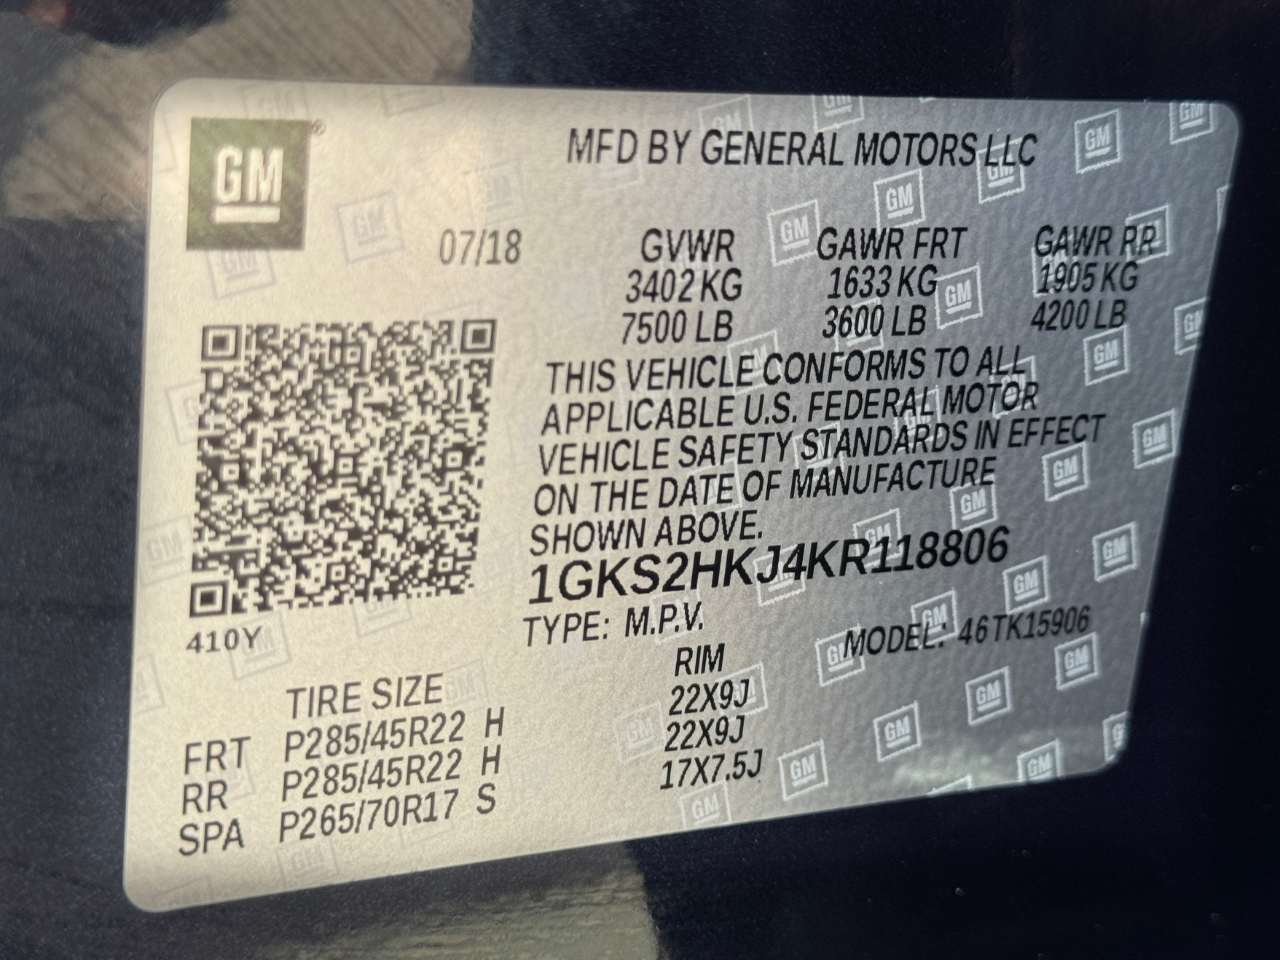 GM
MFD BY GENERAL MOTORS LLC
07/18
GVWR GAWR FRT GAWR RR
3402 KG 1633 KG 1905 KG
7500 LB 3600 LB 4200 LB
THIS VEHICLE CONFORMS TO ALL
APPLICABLE U.S. FEDERAL MOTOR
VEHICLE SAFETY STANDARDS IN EFFECT
ON THE DATE OF MANUFACTURE
SHOWN ABOVE.
1GKS2HKJ4KR118806
410Y
TYPE: M.P.V. MODEL: 46TK15906
TIRE SIZE RIM
FRT P285/45R22 H 22X9J
RR P285/45R22 H 22X9J
SPA P265/70R17 S 17X7.5J